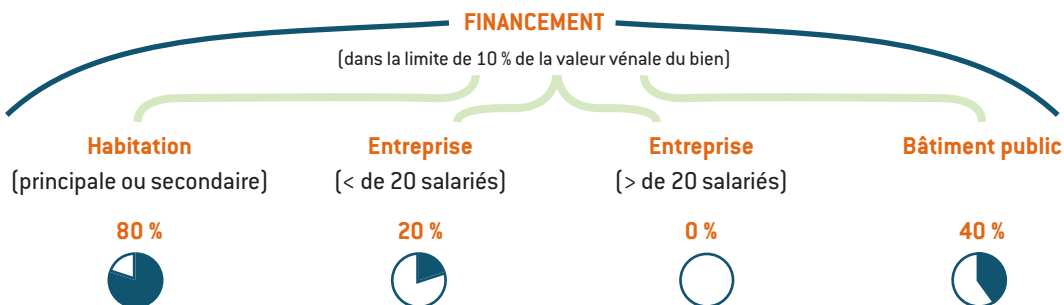 FINANCEMENT
(dans la limite de 10 % de la valeur vénale du bien)
Habitation
(principale ou secondaire)
80 %
Entreprise
(< de 20 salariés)
20 %
Entreprise
(> de 20 salariés)
0 %
Bâtiment public
40 %